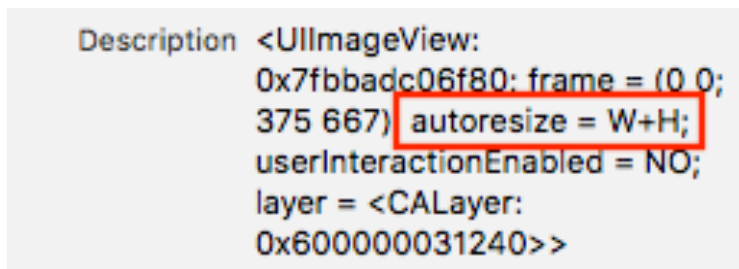 Description <UIImageView:
0x7fbbadc06f80; frame = (0 0;
375 667) autoresize = W+H;
userInteractionEnabled = NO;
layer = <CALayer:
0x600000031240>>